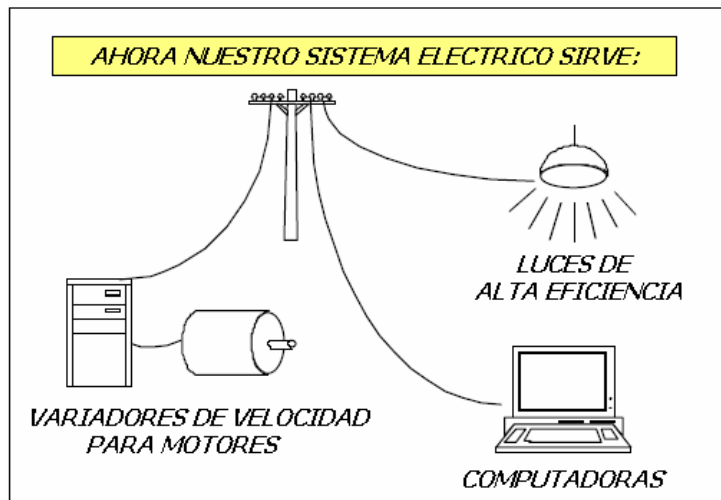 AHORA NUESTRO SISTEMA ELECTRICO SIRVE:
LUCES DE
ALTA EFICIENCIA
VARIADORES DE VELOCIDAD
PARA MOTORES
COMPUTADORAS